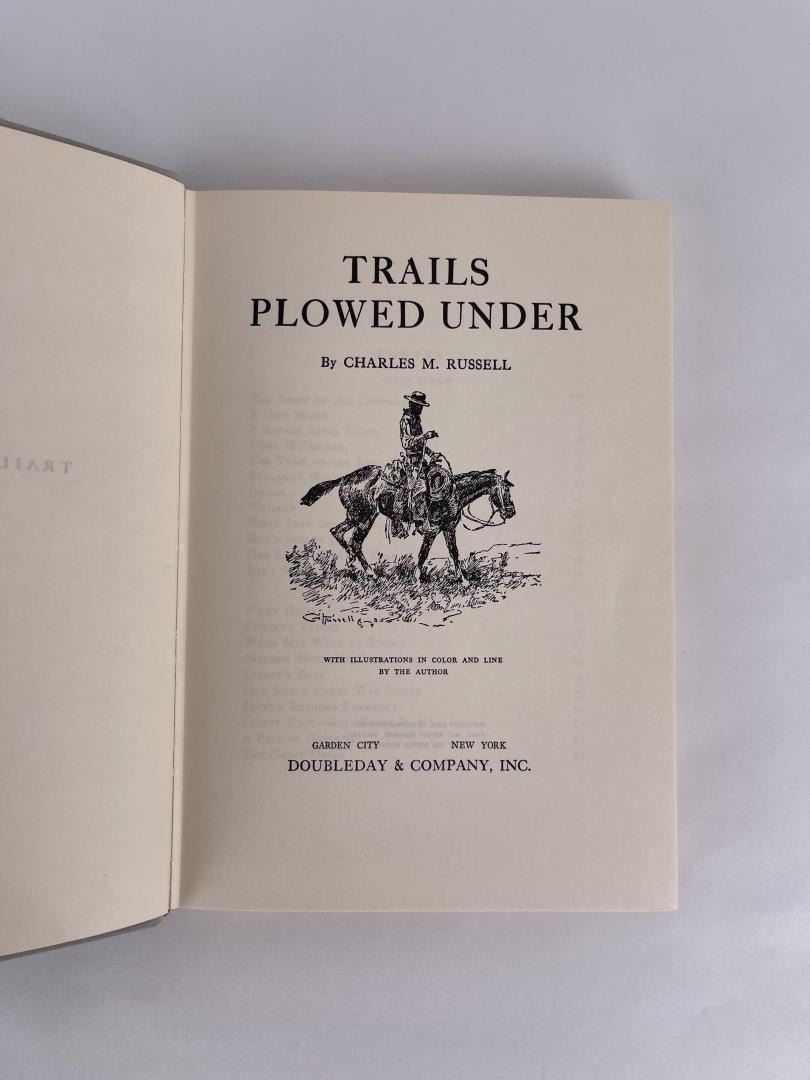 TRAILS
PLOWED UNDER
By CHARLES M. RUSSELL
WITH ILLUSTRATIONS IN COLOR AND LINE
BY THE AUTHOR
GARDEN CITY NEW YORK
DOUBLEDAY & COMPANY, INC.